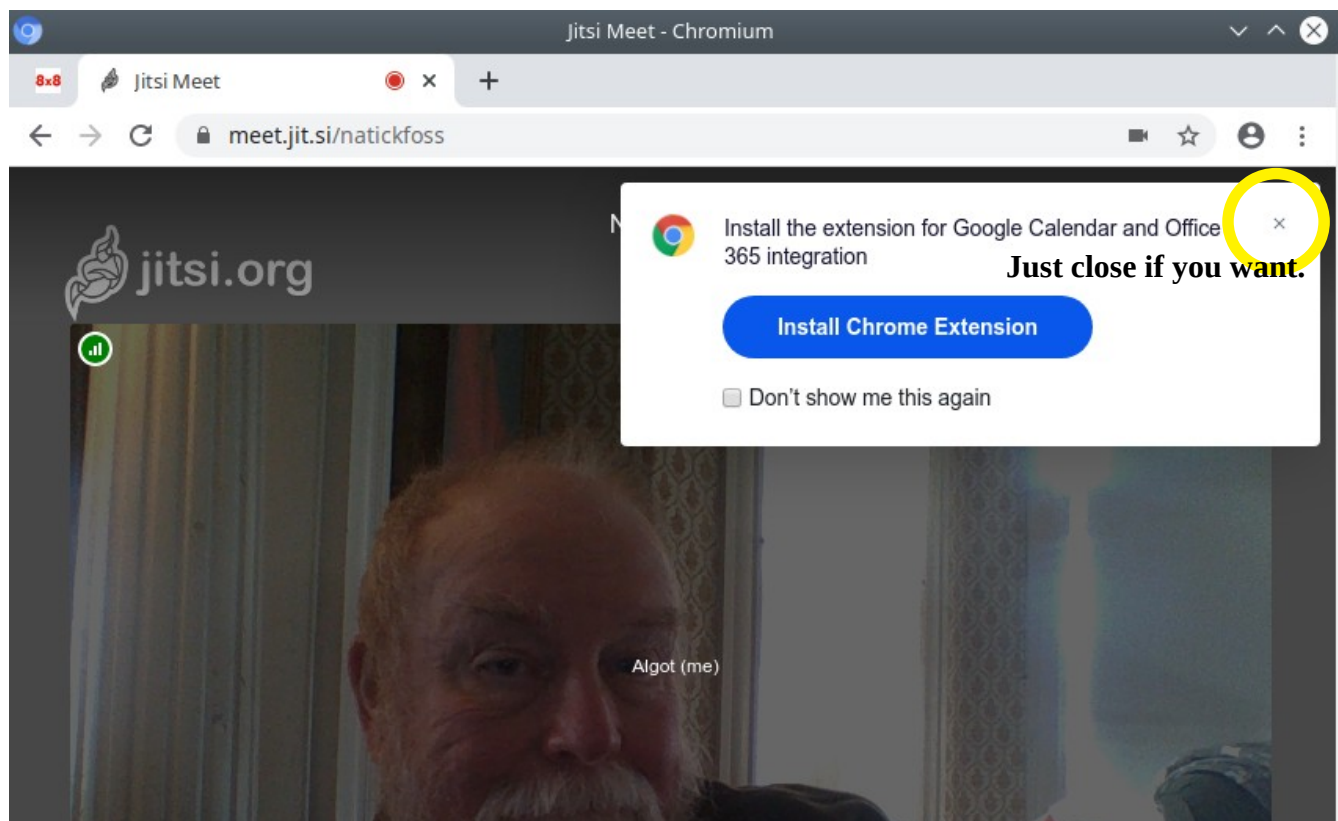 Jitsi Meet - Chromium
8x8 Jitsi Meet
meet.jit.si/natickfoss
jitsi.org
N
Install the extension for Google Calendar and Office
365 integration
Just close if you want.
Install Chrome Extension
Don't show me this again
Algot (me)